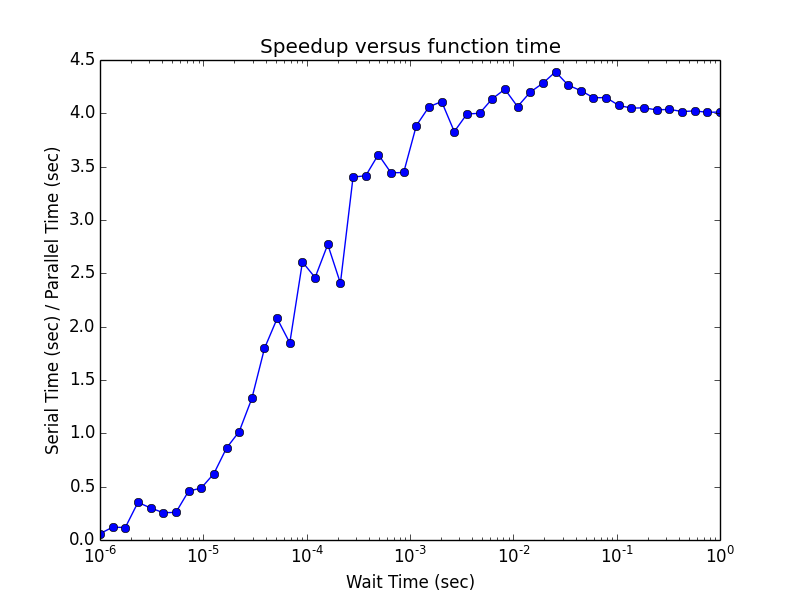 Speedup versus function time
Serial Time (sec) / Parallel Time (sec)
4.5
4.0
3.5
3.0
2.5
2.0
1.5
1.0
0.5
0.0
10^-6 10^-5 10^-4 10^-3 10^-2 10^-1 10^0
Wait Time (sec)